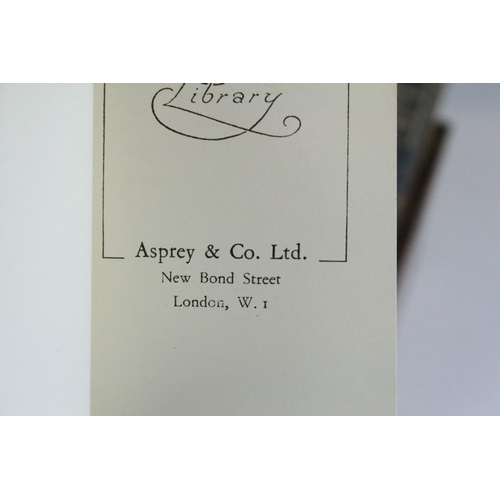 Library
Asprey & Co. Ltd.
New Bond Street
London, W. 1